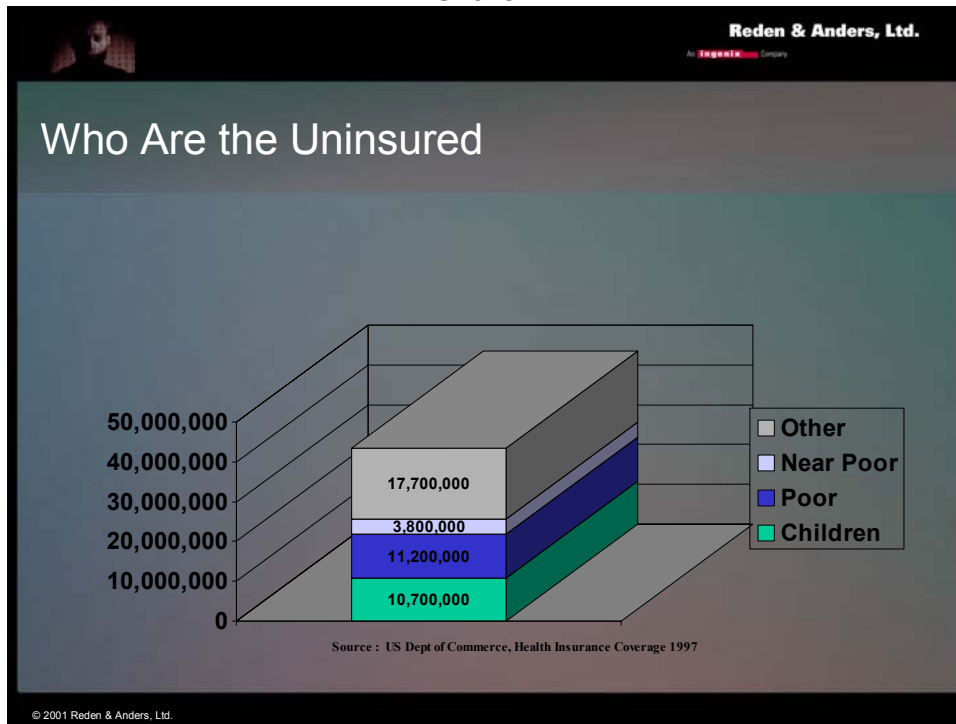 Reden & Anders, Ltd.
An Ingenix Company
Who Are the Uninsured
50,000,000
40,000,000
30,000,000
20,000,000
10,000,000
0
17,700,000
3,800,000
11,200,000
10,700,000
Other
Near Poor
Poor
Children
Source : US Dept of Commerce, Health Insurance Coverage 1997
© 2001 Reden & Anders, Ltd.